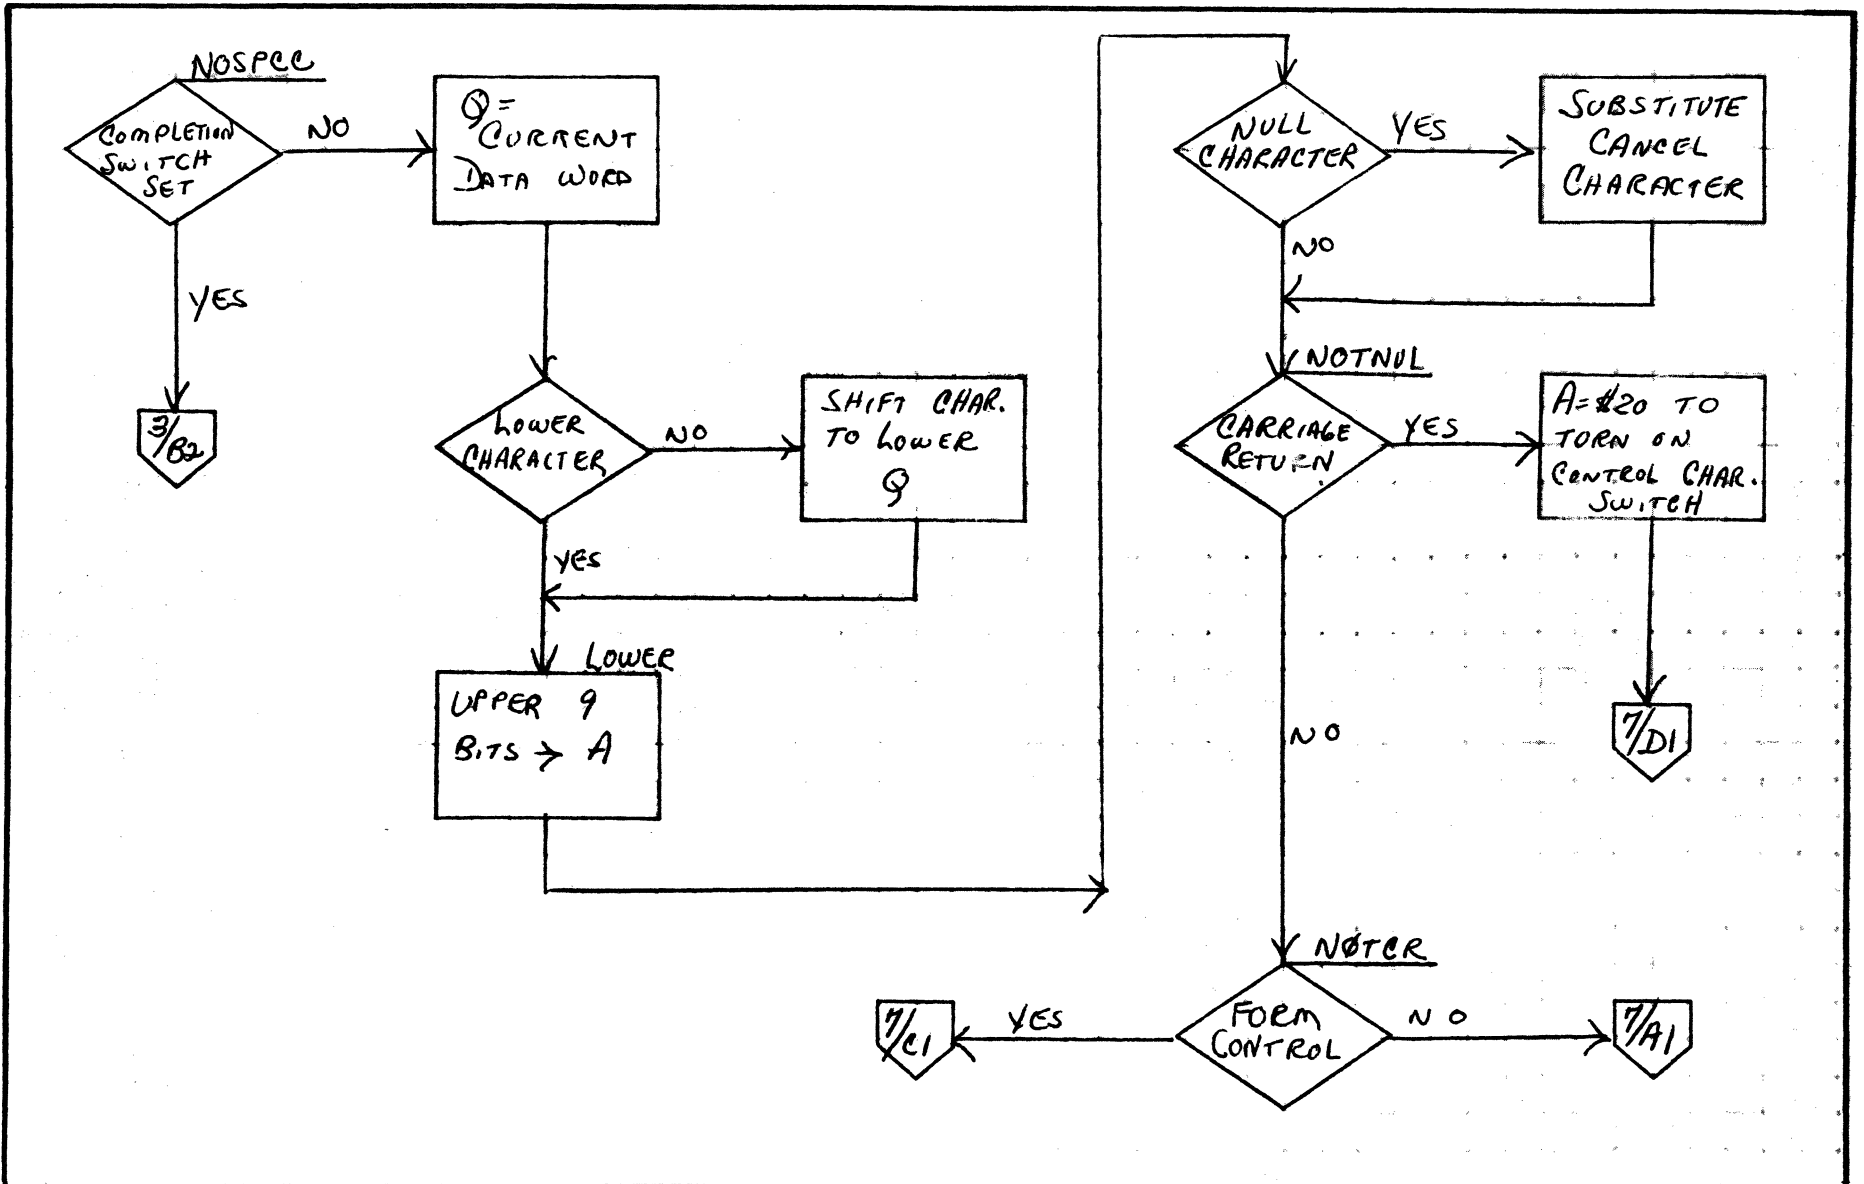 NOSPCC
COMPLETION
SWITCH
SET
NO
YES
3/B2
Q=
CURRENT
DATA WORD
LOWER
CHARACTER
NO
SHIFT CHAR.
TO LOWER
Q
YES
LOWER
UPPER 9
BITS → A
NULL
CHARACTER
YES
SUBSTITUTE
CANCEL
CHARACTER
NO
NOTNUL
CARRIAGE
RETURN
YES
A=$20 TO
TORN ON
CONTROL CHAR.
SWITCH
7/D1
NO
NØTCR
FORM
CONTROL
YES
7/C1
NO
7/A1